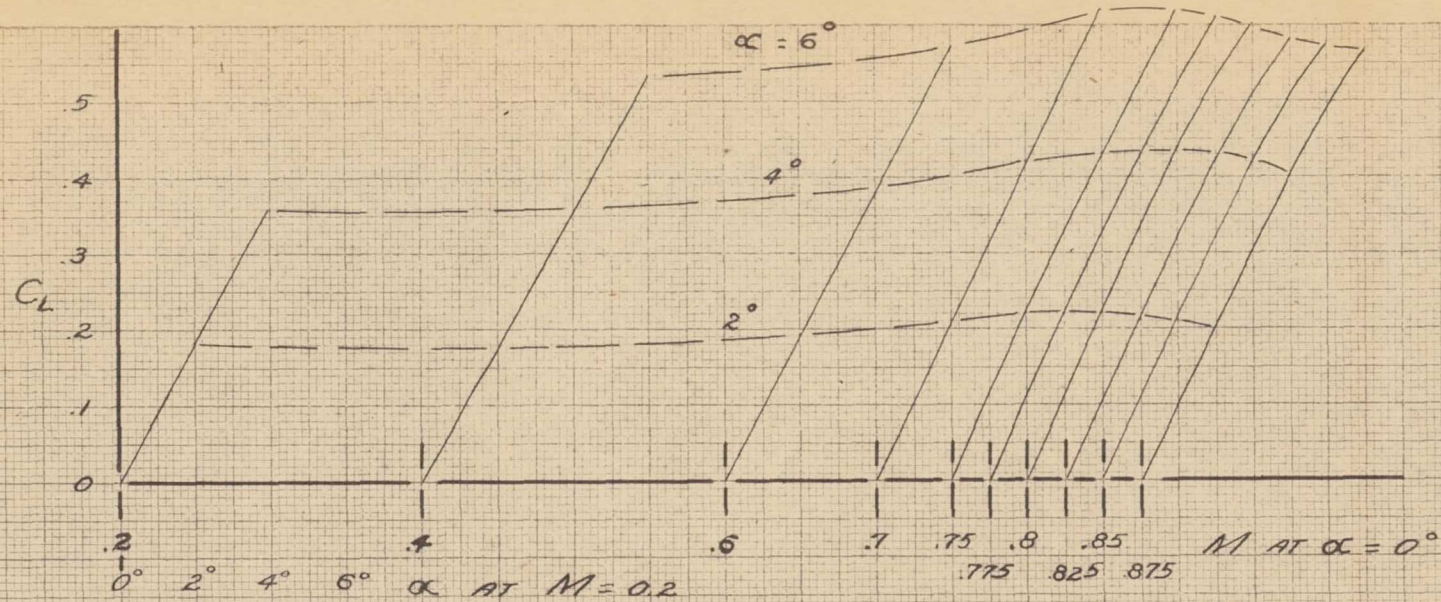 ∝ = 6°
.5
.4
4°
.3
C_L
.2
2°
.1
0
.2 .4 .6 .7 .75 .8 .85 M AT ∝ = 0°
.775 .825 .875
0° 2° 4° 6° ∝ AT M = 0.2